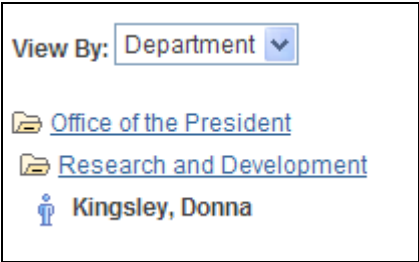 View By: Department
Office of the President
Research and Development
Kingsley, Donna